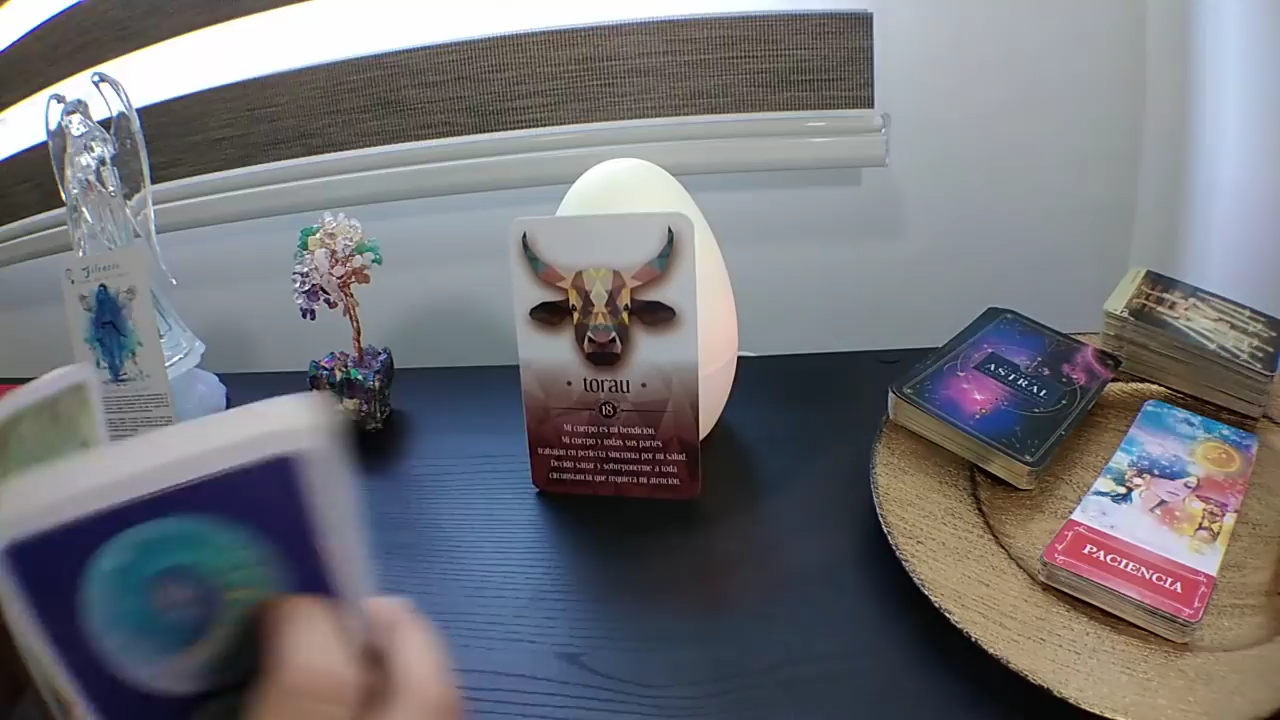 torau
18
Mi cuerpo es mi bendición.
Mi cuerpo y todas sus partes
trabajan en perfecta sincronía por mi salud.
Decido sanar y sobreponerme a toda
circunstancia que requiera mi atención.
ASTRAL
PACIENCIA